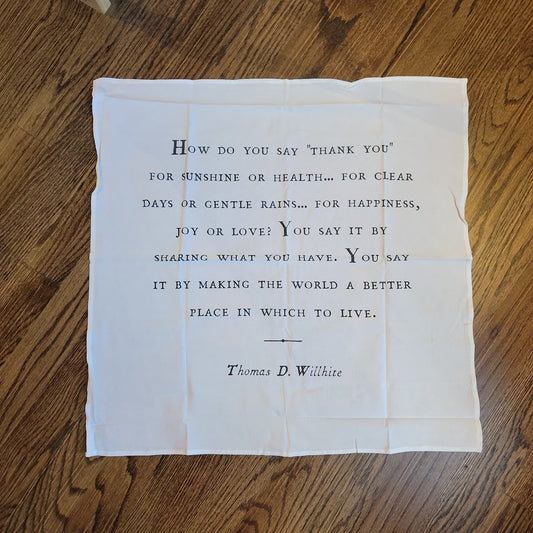 How do you say "thank you"
for sunshine or health... for clear
days or gentle rains... for happiness,
joy or love? You say it by
sharing what you have. You say
it by making the world a better
place in which to live.
Thomas D. Willhite